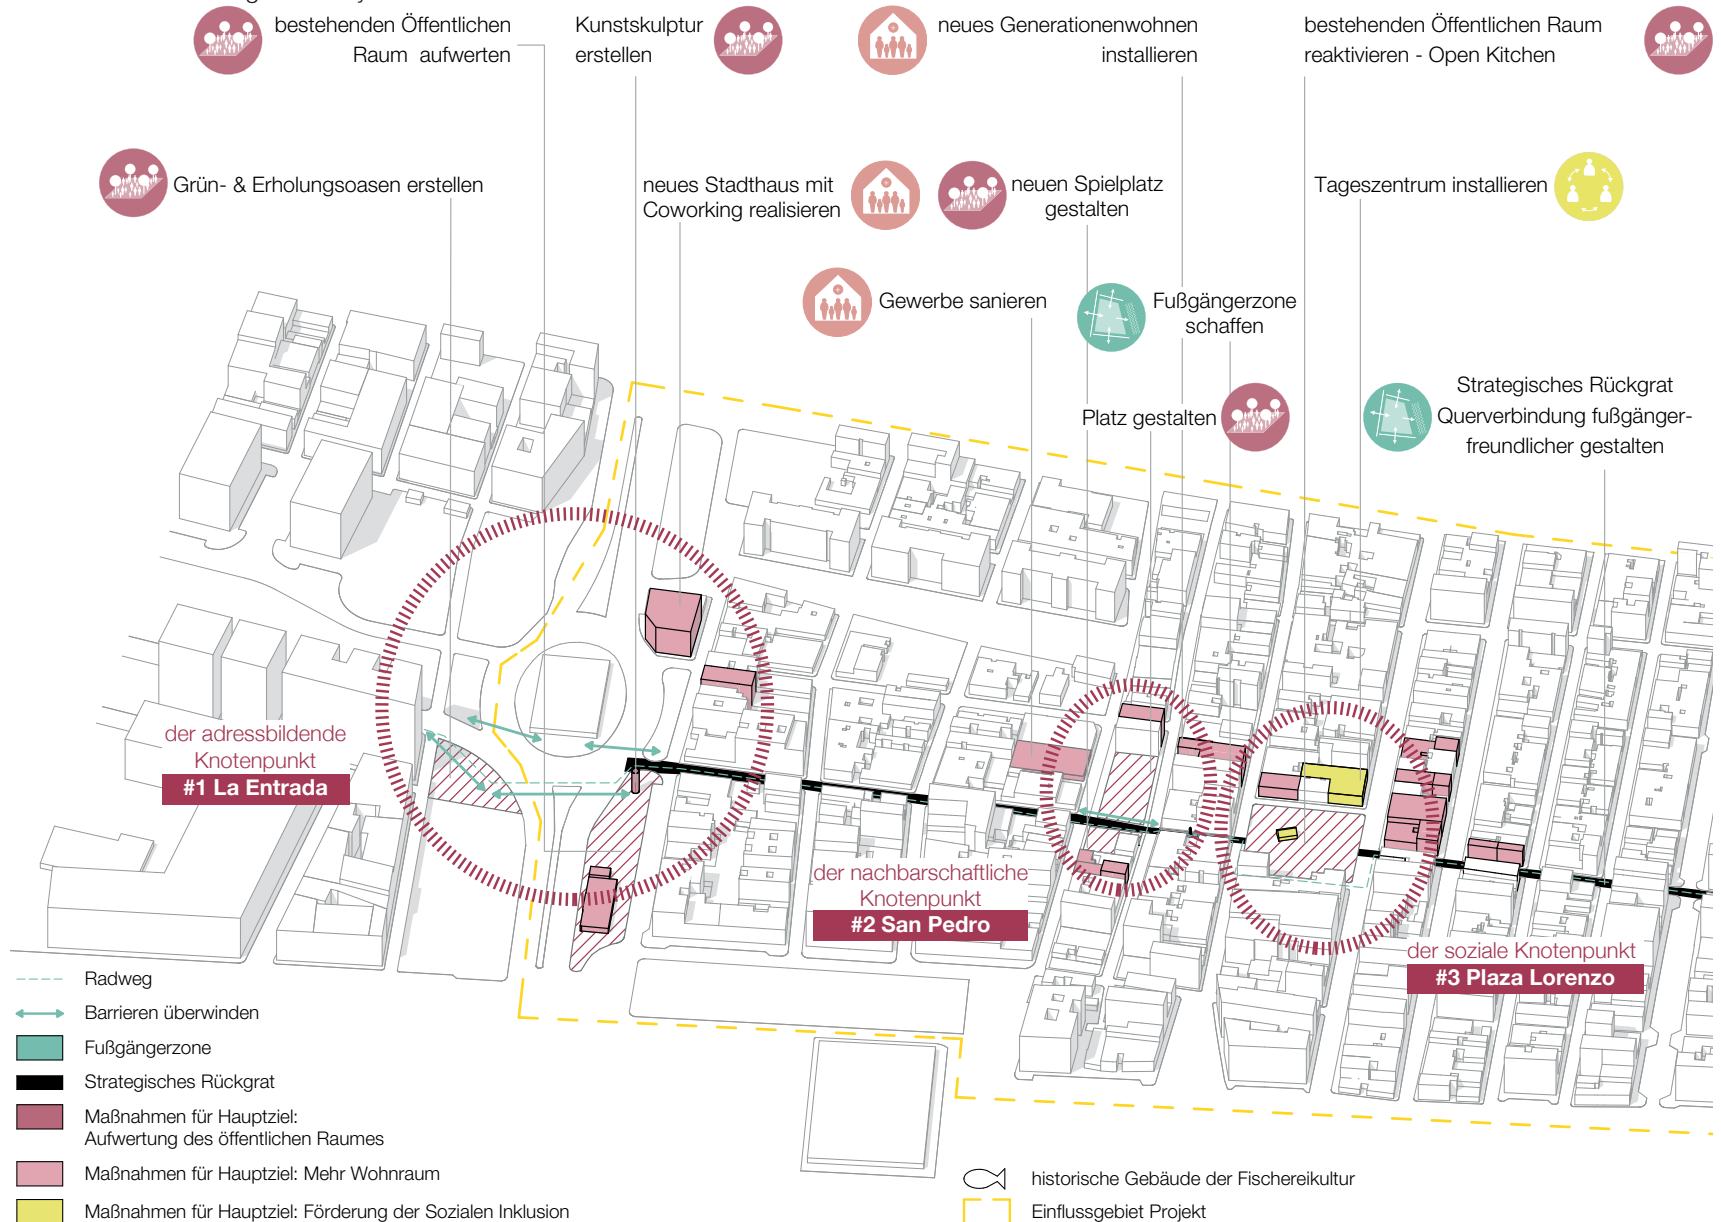 bestehenden Öffentlichen
Raum aufwerten
Kunstskulptur
erstellen
neues Generationenwohnen
installieren
bestehenden Öffentlichen Raum
reaktivieren - Open Kitchen
Grün- & Erholungsoasen erstellen
neues Stadthaus mit
Coworking realisieren
neuen Spielplatz
gestalten
Tageszentrum installieren
Gewerbe sanieren
Fußgängerzone
schaffen
Platz gestalten
Strategisches Rückgrat
Querverbindung fußgänger-
freundlicher gestalten
der adressbildende
Knotenpunkt
#1 La Entrada
der nachbarschaftliche
Knotenpunkt
#2 San Pedro
der soziale Knotenpunkt
#3 Plaza Lorenzo
Radweg
Barrieren überwinden
Fußgängerzone
Strategisches Rückgrat
Maßnahmen für Hauptziel:
Aufwertung des öffentlichen Raumes
Maßnahmen für Hauptziel: Mehr Wohnraum
Maßnahmen für Hauptziel: Förderung der Sozialen Inklusion
historische Gebäude der Fischereikultur
Einflussgebiet Projekt